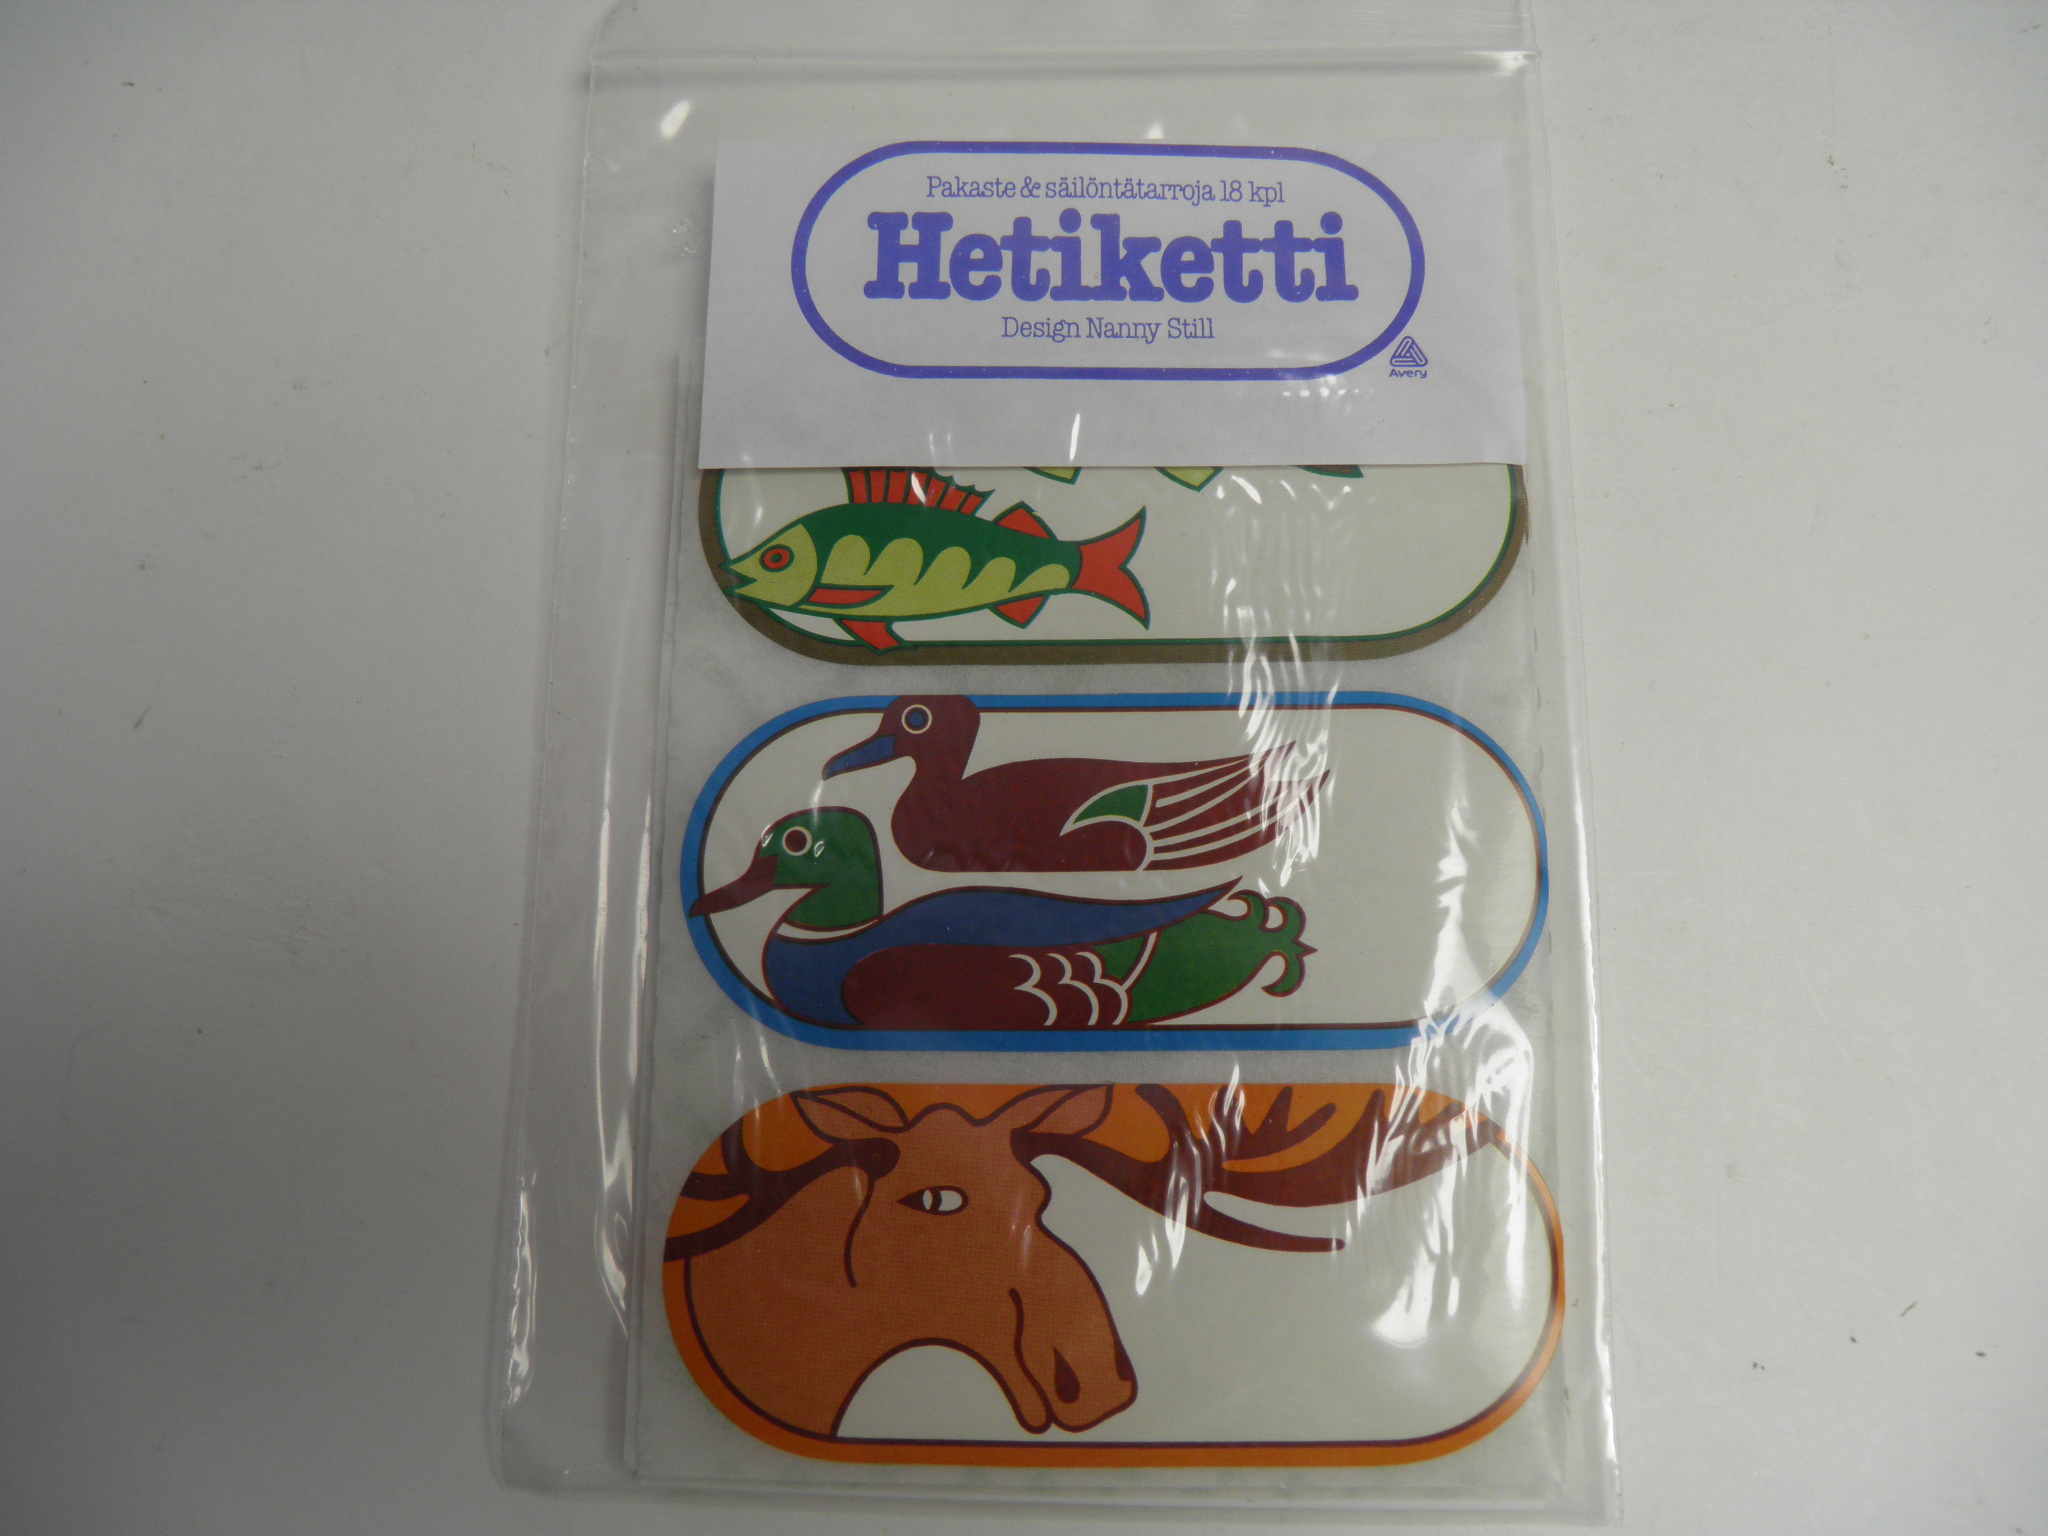 Pakaste & säilöntätarroja 18 kpl
Hetiketti
Design Nanny Still
Avery